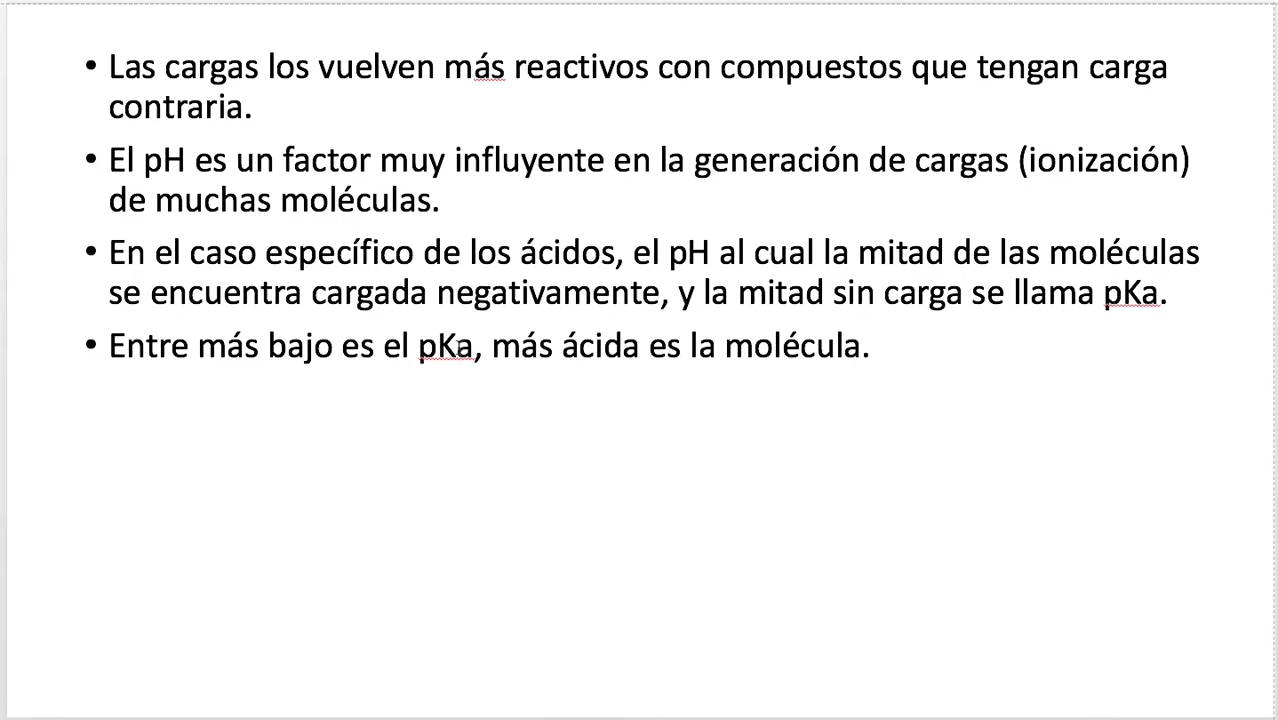 • Las cargas los vuelven más reactivos con compuestos que tengan carga
contraria.
• El pH es un factor muy influyente en la generación de cargas (ionización)
de muchas moléculas.
• En el caso específico de los ácidos, el pH al cual la mitad de las moléculas
se encuentra cargada negativamente, y la mitad sin carga se llama pKa.
• Entre más bajo es el pKa, más ácida es la molécula.